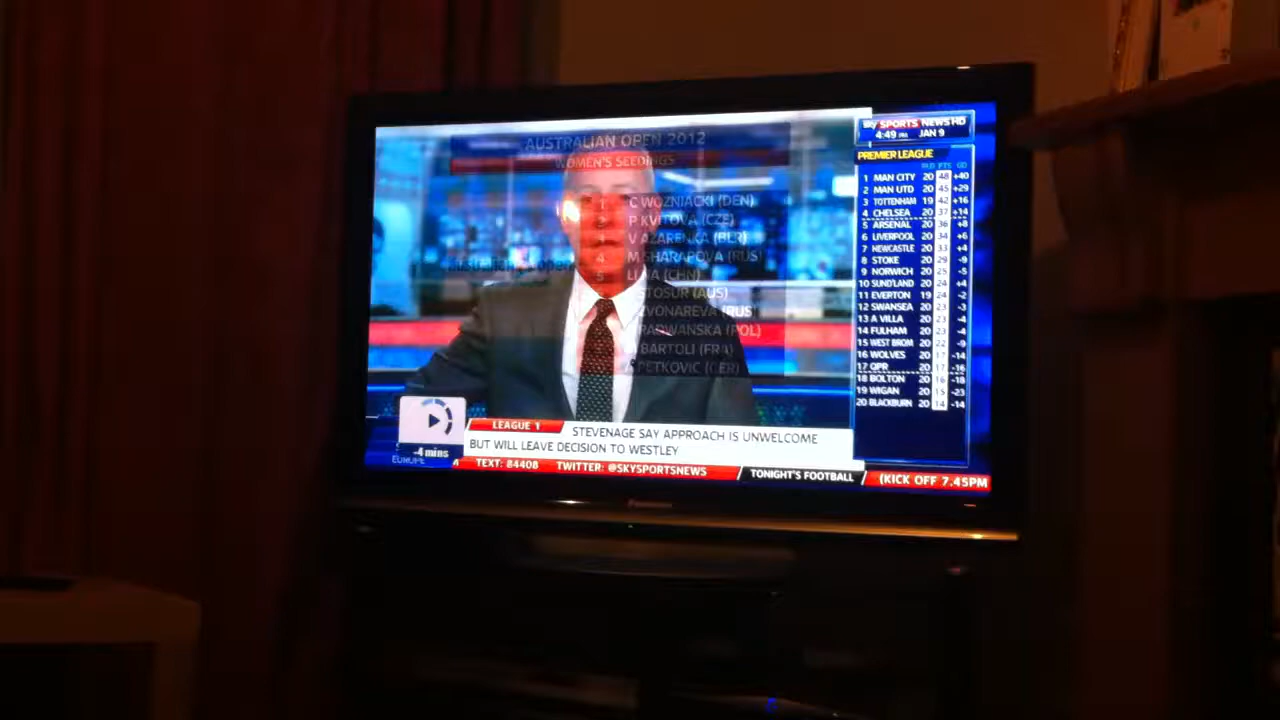 AUSTRALIAN OPEN 2012
WOMEN'S SEEDINGS
1 C WOZNIACKI (DEN)
2 P KVITOVA (CZE)
3 V AZARENKA (BLR)
4 M SHARAPOVA (RUS)
5 LI NA (CHN)
STOSUR (AUS)
ZVONAREVA (RUS
RADWANSKA (POL)
BARTOLI (FRA)
PETKOVIC (GER)
australian open
sky SPORTS NEWS HD
4:49 PM JAN 9
PREMIER LEAGUE
PTS GD
1 MAN CITY 20 48 +40
2 MAN UTD 20 45 +29
3 TOTTENHAM 19 42 +16
4 CHELSEA 20 37 +14
5 ARSENAL 20 36 +8
6 LIVERPOOL 20 34 +6
7 NEWCASTLE 20 33 +4
8 STOKE 20 29 -9
9 NORWICH 20 25 -5
10 SUND'LAND 20 24 +4
11 EVERTON 19 24 -2
12 SWANSEA 20 23 -3
13 A VILLA 20 23 -4
14 FULHAM 20 23 -4
15 WEST BROM 20 22 -9
16 WOLVES 20 17 -14
17 QPR 20 17 -16
18 BOLTON 20 16 -18
19 WIGAN 20 15 -23
20 BLACKBURN 20 14 -14
-4 mins
LEAGUE 1 STEVENAGE SAY APPROACH IS UNWELCOME
BUT WILL LEAVE DECISION TO WESTLEY
EUROPE
TEXT: 84408 TWITTER: @SKYSPORTSNEWS TONIGHT'S FOOTBALL (KICK OFF 7.45PM
Panasonic